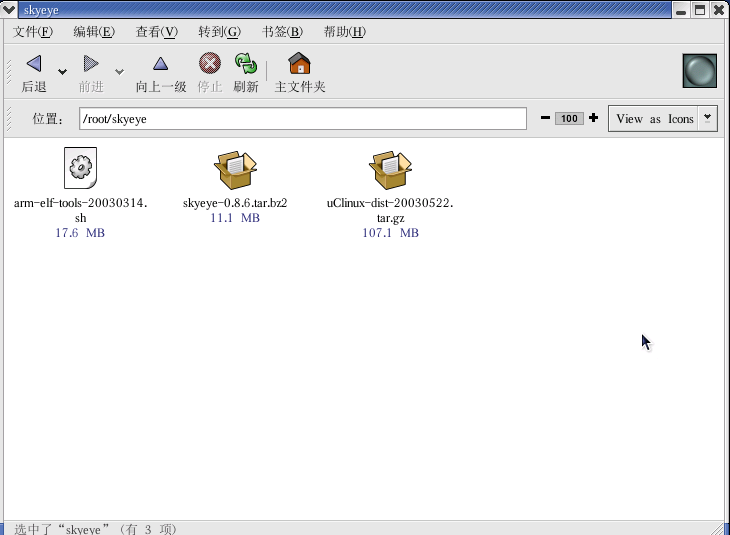 skyeye
文件(F) 编辑(E) 查看(V) 转到(G) 书签(B) 帮助(H)
后退 前进 向上一级 停止 刷新 主文件夹
位置: /root/skyeye 100 View as Icons
arm-elf-tools-20030314.
sh
17.6 MB
skyeye-0.8.6.tar.bz2
11.1 MB
uClinux-dist-20030522.
tar.gz
107.1 MB
选中了“skyeye” (有 3 项)